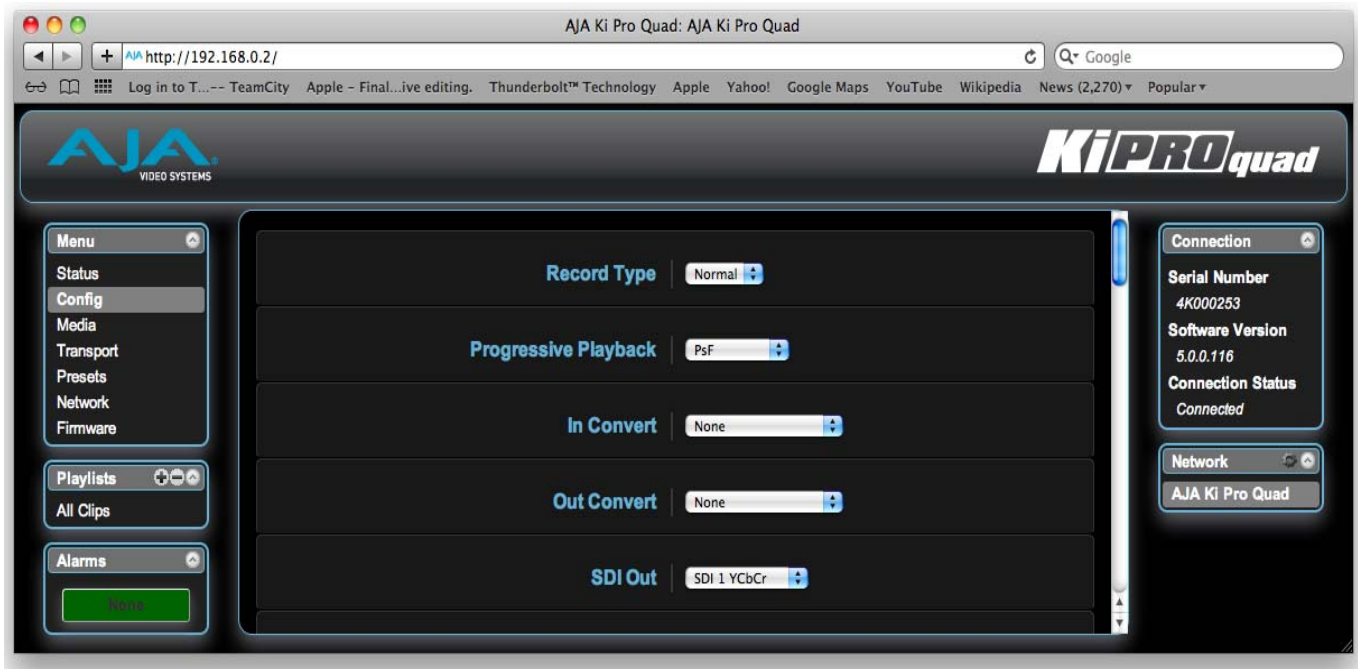 AJA Ki Pro Quad: AJA Ki Pro Quad
AJA http://192.168.0.2/
Google
Log in to T...-- TeamCity Apple – Final...ive editing. Thunderbolt™ Technology Apple Yahoo! Google Maps YouTube Wikipedia News (2,270) Popular
AJA®
VIDEO SYSTEMS
KiPRO quad
Menu
Status
Config
Media
Transport
Presets
Network
Firmware
Playlists
All Clips
Alarms
None
Record Type Normal
Progressive Playback PsF
In Convert None
Out Convert None
SDI Out SDI 1 YCbCr
Connection
Serial Number
4K000253
Software Version
5.0.0.116
Connection Status
Connected
Network
AJA Ki Pro Quad